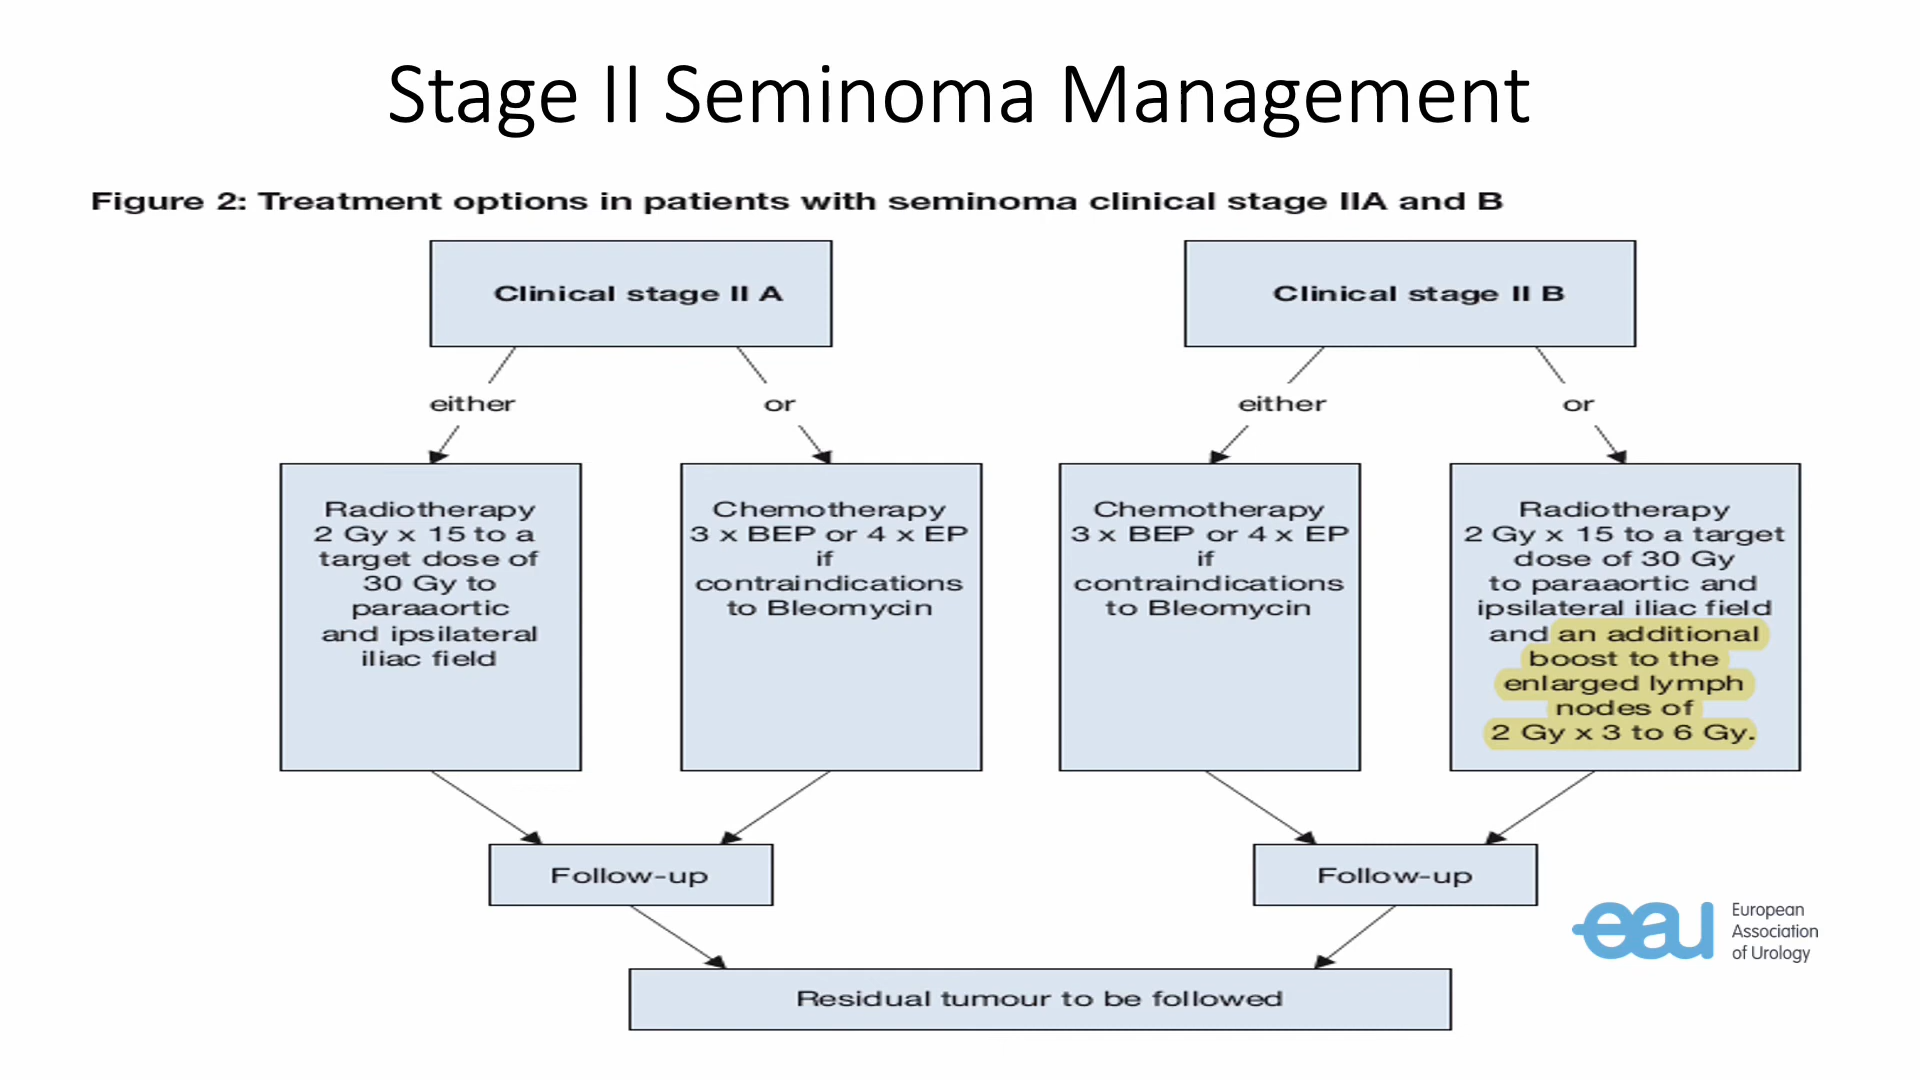 Stage II Seminoma Management
Figure 2: Treatment options in patients with seminoma clinical stage IIA and B
Clinical stage II A
Clinical stage II B
either
or
either
or
Radiotherapy
2 Gy x 15 to a
target dose of
30 Gy to
paraaortic
and ipsilateral
iliac field
Chemotherapy
3 x BEP or 4 x EP
if
contraindications
to Bleomycin
Chemotherapy
3 x BEP or 4 x EP
if
contraindications
to Bleomycin
Radiotherapy
2 Gy x 15 to a target
dose of 30 Gy
to paraaortic and
ipsilateral iliac field
and an additional
boost to the
enlarged lymph
nodes of
2 Gy x 3 to 6 Gy.
Follow-up
Follow-up
Residual tumour to be followed
eau
European
Association
of Urology